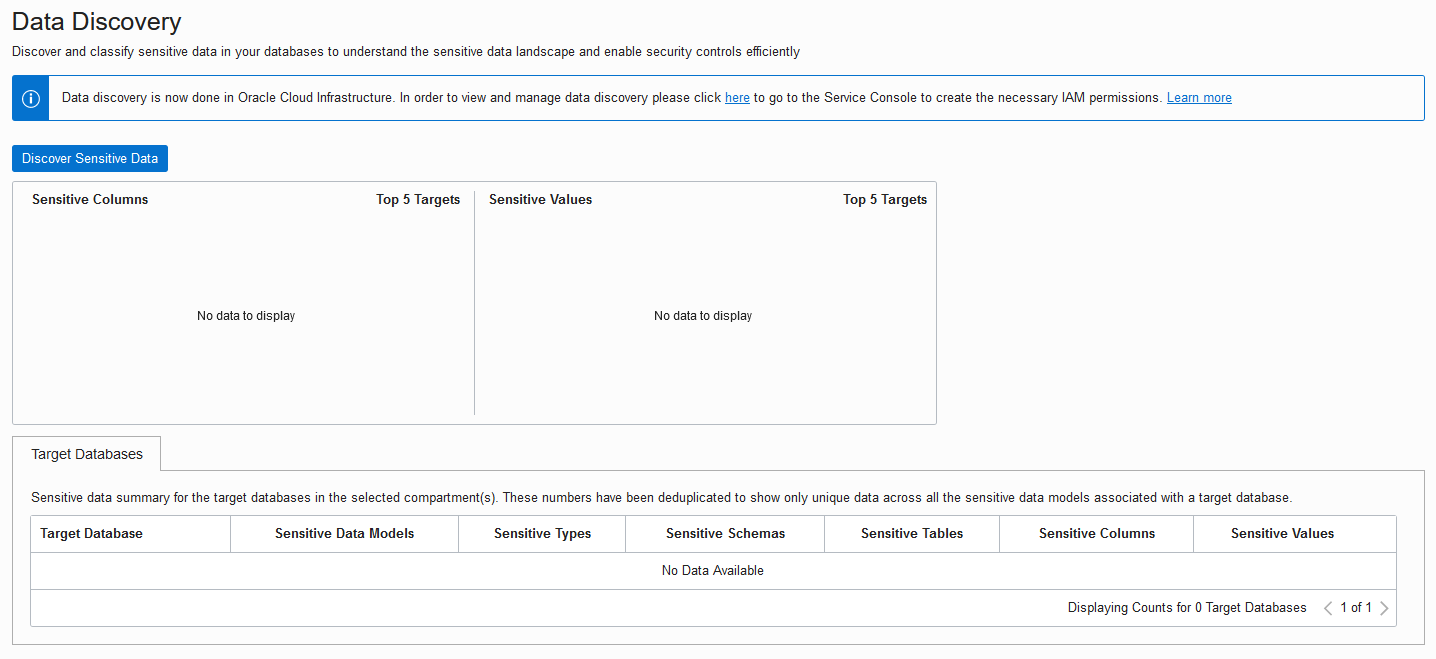 Data Discovery
Discover and classify sensitive data in your databases to understand the sensitive data landscape and enable security controls efficiently
Data discovery is now done in Oracle Cloud Infrastructure. In order to view and manage data discovery please click here to go to the Service Console to create the necessary IAM permissions. Learn more
Discover Sensitive Data
Sensitive Columns Top 5 Targets Sensitive Values Top 5 Targets
No data to display No data to display
Target Databases
Sensitive data summary for the target databases in the selected compartment(s). These numbers have been deduplicated to show only unique data across all the sensitive data models associated with a target database.
Target Database Sensitive Data Models Sensitive Types Sensitive Schemas Sensitive Tables Sensitive Columns Sensitive Values
No Data Available
Displaying Counts for 0 Target Databases 1 of 1